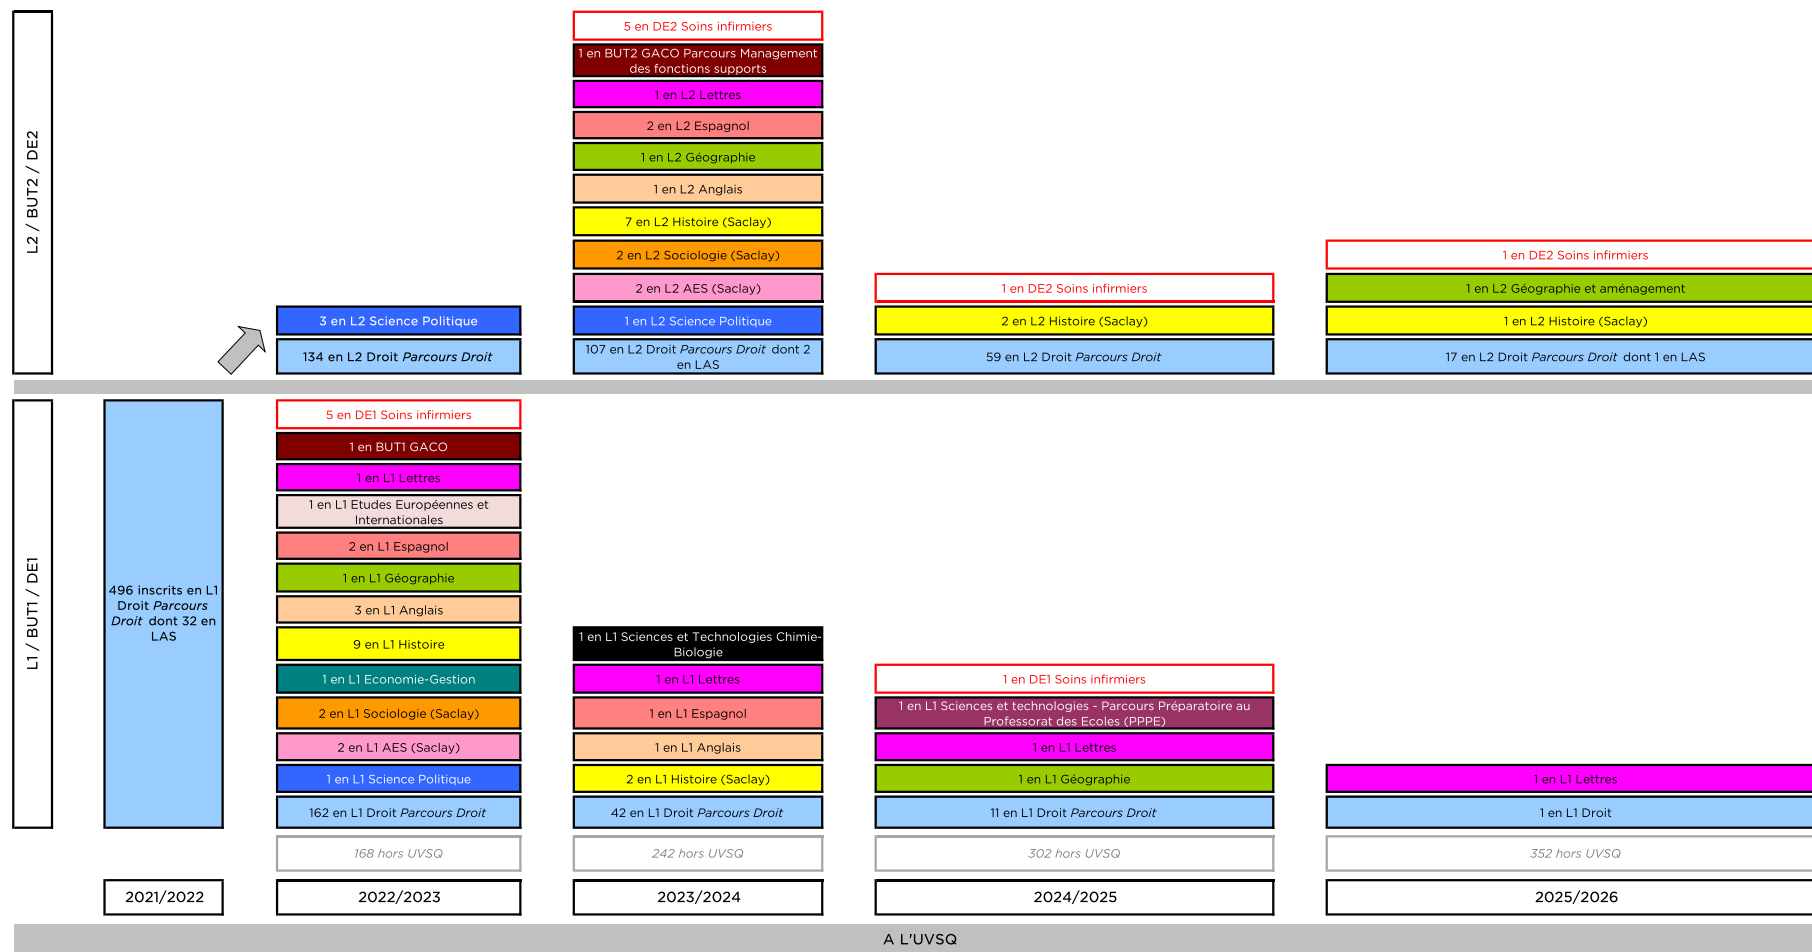 L2 / BUT2 / DE2
3 en L2 Science Politique
134 en L2 Droit Parcours Droit
5 en DE2 Soins infirmiers
1 en BUT2 GACO Parcours Management
des fonctions supports
1 en L2 Lettres
2 en L2 Espagnol
1 en L2 Géographie
1 en L2 Anglais
7 en L2 Histoire (Saclay)
2 en L2 Sociologie (Saclay)
2 en L2 AES (Saclay)
1 en L2 Science Politique
107 en L2 Droit Parcours Droit dont 2
en LAS
1 en DE2 Soins infirmiers
2 en L2 Histoire (Saclay)
59 en L2 Droit Parcours Droit
1 en DE2 Soins infirmiers
1 en L2 Géographie et aménagement
1 en L2 Histoire (Saclay)
17 en L2 Droit Parcours Droit dont 1 en LAS
L1 / BUT1 / DE1
496 inscrits en L1
Droit Parcours
Droit dont 32 en
LAS
5 en DE1 Soins infirmiers
1 en BUT1 GACO
1 en L1 Lettres
1 en L1 Etudes Européennes et
Internationales
2 en L1 Espagnol
1 en L1 Géographie
3 en L1 Anglais
9 en L1 Histoire
1 en L1 Economie-Gestion
2 en L1 Sociologie (Saclay)
2 en L1 AES (Saclay)
1 en L1 Science Politique
162 en L1 Droit Parcours Droit
168 hors UVSQ
1 en L1 Sciences et Technologies Chimie-
Biologie
1 en L1 Lettres
1 en L1 Espagnol
1 en L1 Anglais
2 en L1 Histoire (Saclay)
42 en L1 Droit Parcours Droit
242 hors UVSQ
1 en DE1 Soins infirmiers
1 en L1 Sciences et technologies - Parcours Préparatoire au
Professorat des Ecoles (PPPE)
1 en L1 Lettres
1 en L1 Géographie
11 en L1 Droit Parcours Droit
302 hors UVSQ
1 en L1 Lettres
1 en L1 Droit
352 hors UVSQ
2021/2022
2022/2023
2023/2024
2024/2025
2025/2026
A L'UVSQ